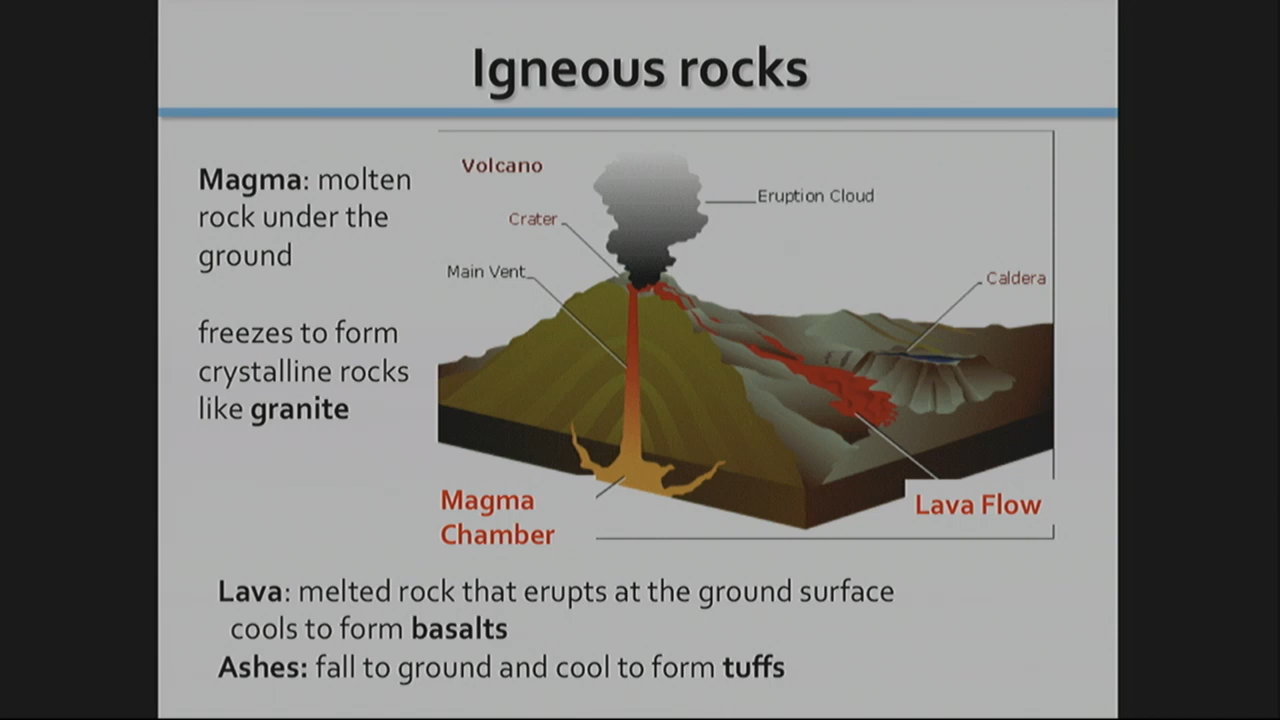 Igneous rocks
Magma: molten
rock under the
ground
freezes to form
crystalline rocks
like granite
Volcano
Eruption Cloud
Crater
Main Vent
Caldera
Magma
Chamber
Lava Flow
Lava: melted rock that erupts at the ground surface
cools to form basalts
Ashes: fall to ground and cool to form tuffs